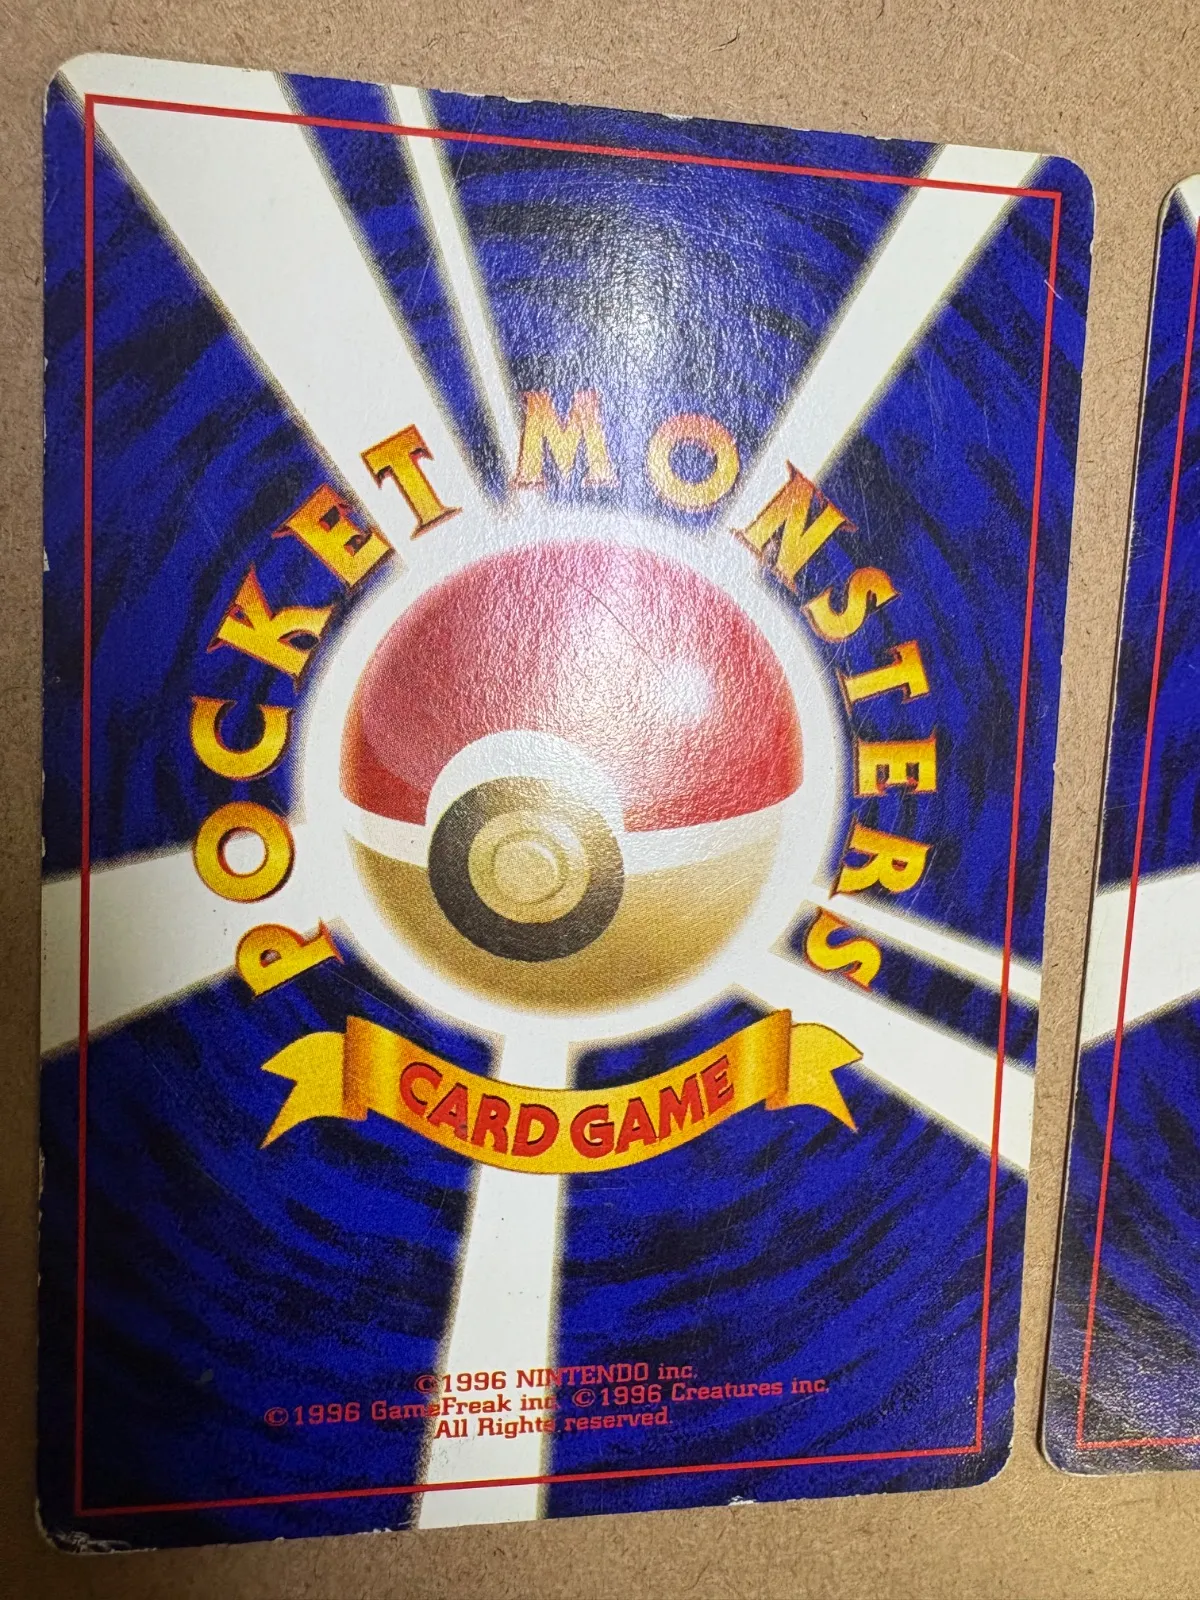 POCKET MONSTERS
CARD GAME
©1996 NINTENDO inc.
©1996 GameFreak inc. ©1996 Creatures inc.
All Rights reserved.